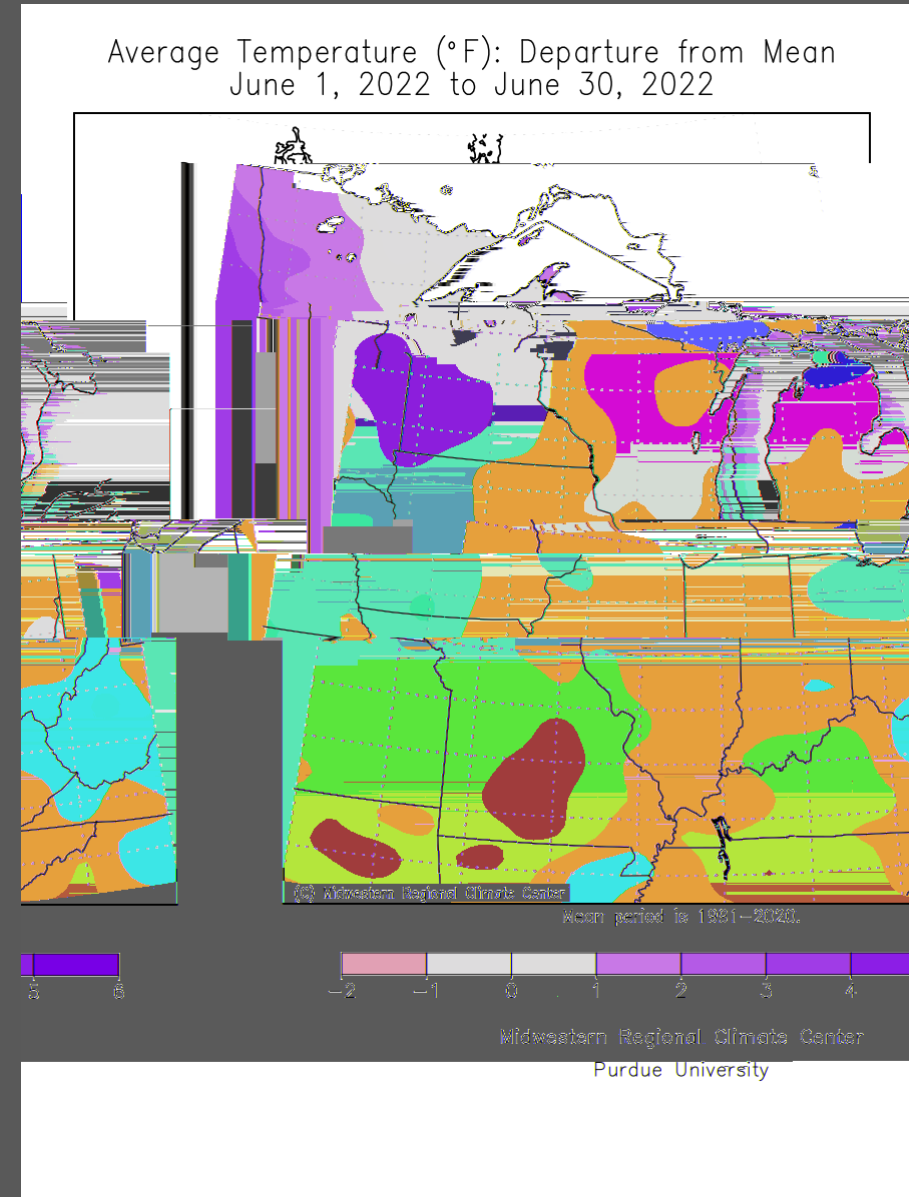 Average Temperature (°F): Departure from Mean
June 1, 2022 to June 30, 2022
(C) Midwestern Regional Climate Center
Mean period is 1981-2020.
5 6 -2 -1 0 1 2 3 4
Midwestern Regional Climate Center
Purdue University